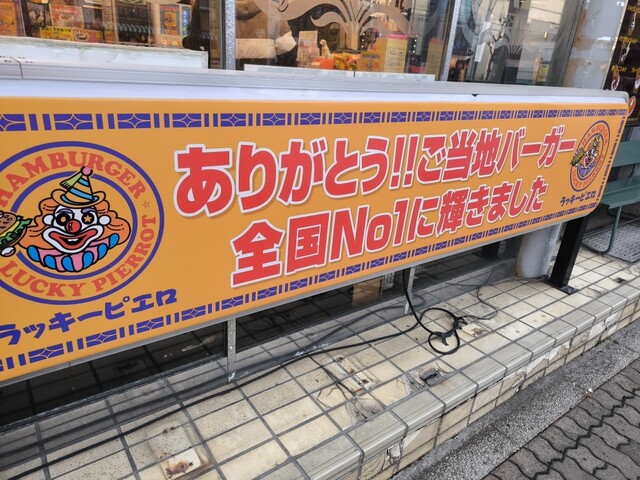 HAMBURGER
LUCKY PIERROT
ラッキーピエロ
ありがとう!!ご当地バーガー
全国No1に輝きました
ラッキーピエロ